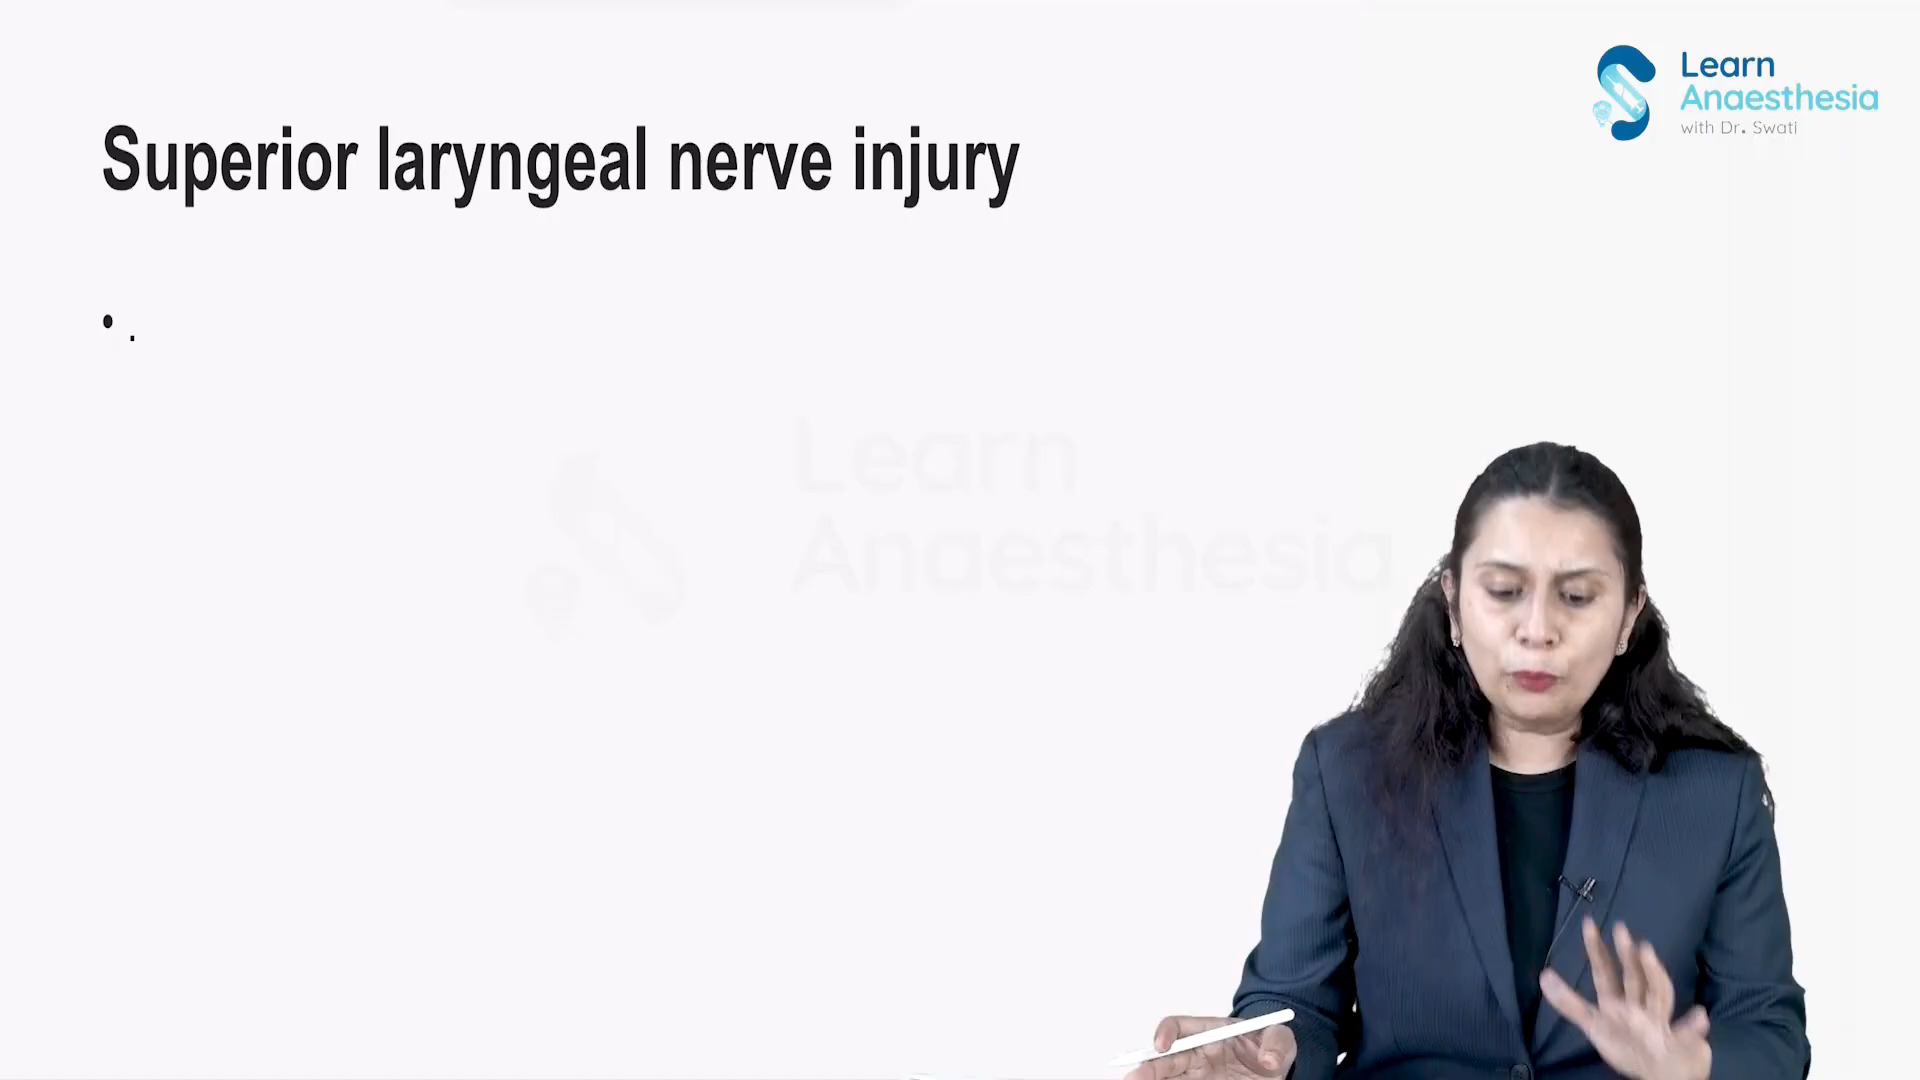 Learn
Anaesthesia
with Dr. Swati
Superior laryngeal nerve injury
• .
Learn
Anaesthesia